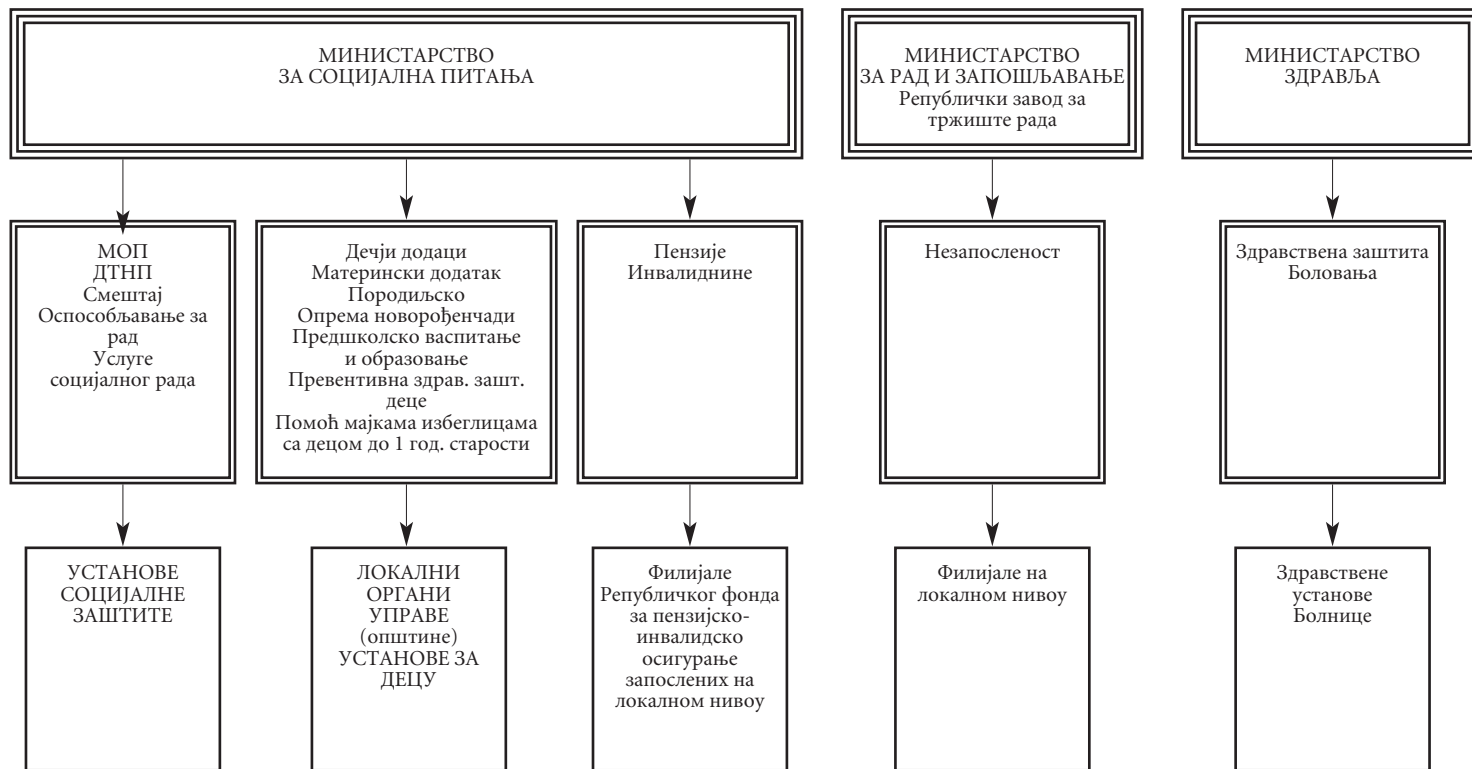 МИНИСТАРСТВО
ЗА СОЦИЈАЛНА ПИТАЊА
МИНИСТАРСТВО
ЗА РАД И ЗАПОШЉАВАЊЕ
Републички завод за
тржиште рада
МИНИСТАРСТВО
ЗДРАВЉА
МОП
ДТНП
Смештај
Оспособљавање за
рад
Услуге
социјалног рада
Дечји додаци
Матерински додатак
Породиљско
Опрема новорођенчади
Предшколско васпитање
и образовање
Превентивна здрав. зашт.
деце
Помоћ мајкама избеглицама
са децом до 1 год. старости
Пензије
Инвалиднине
Незапосленост
Здравствена заштита
Боловања
УСТАНОВЕ
СОЦИЈАЛНЕ
ЗАШТИТЕ
ЛОКАЛНИ
ОРГАНИ
УПРАВЕ
(општине)
УСТАНОВЕ ЗА
ДЕЦУ
Филијале
Републичког фонда
за пензијско-
инвалидско
осигурање
запослених на
локалном нивоу
Филијале на
локалном нивоу
Здравствене
установе
Болнице